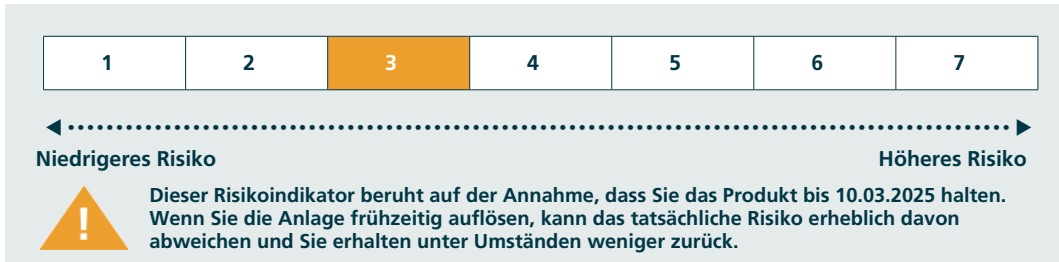 1 2 3 4 5 6 7
Niedrigeres Risiko Höheres Risiko
!
Dieser Risikoindikator beruht auf der Annahme, dass Sie das Produkt bis 10.03.2025 halten.
Wenn Sie die Anlage frühzeitig auflösen, kann das tatsächliche Risiko erheblich davon
abweichen und Sie erhalten unter Umständen weniger zurück.